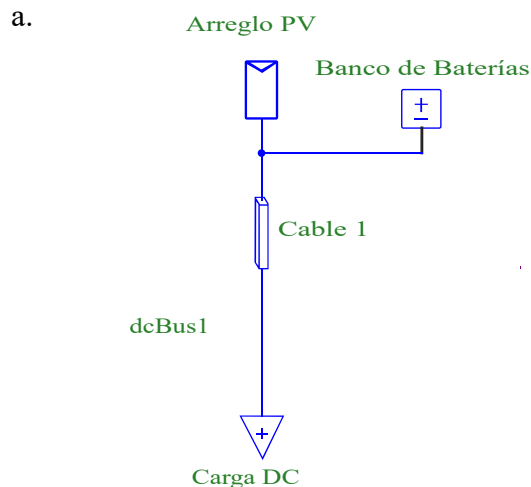 a.
Arreglo PV
Banco de Baterías
Cable 1
dcBus1
Carga DC